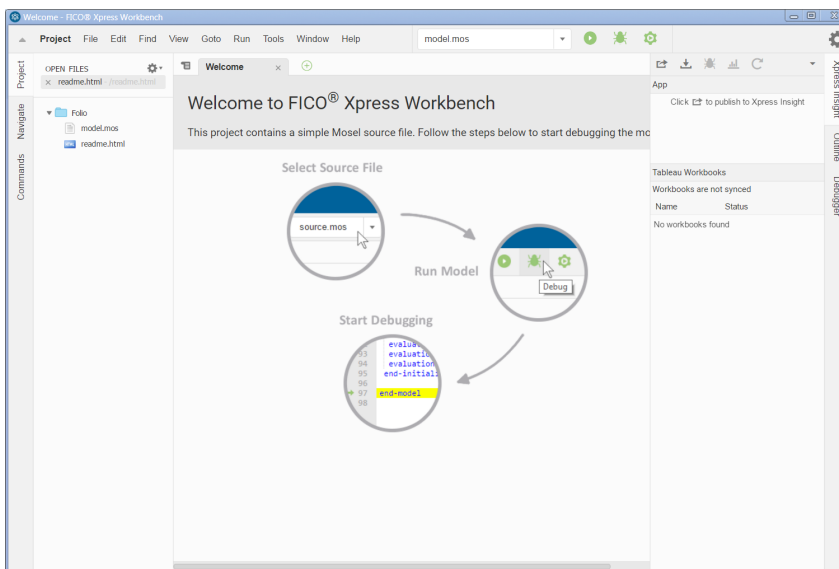 Welcome - FICO® Xpress Workbench
Project File Edit Find View Goto Run Tools Window Help
model.mos
Project
Navigate
Commands
OPEN FILES
readme.html - /readme.html
Folio
model.mos
readme.html
Welcome
Welcome to FICO® Xpress Workbench
This project contains a simple Mosel source file. Follow the steps below to start debugging the mo
Select Source File
source.mos
Run Model
Debug
Start Debugging
93 evaluatio
94 evaluation
95 end-initiali
96
97 end-model
98
App
Click to publish to Xpress Insight
Tableau Workbooks
Workbooks are not synced
Name Status
No workbooks found
Xpress Insight
Outline
Debugger